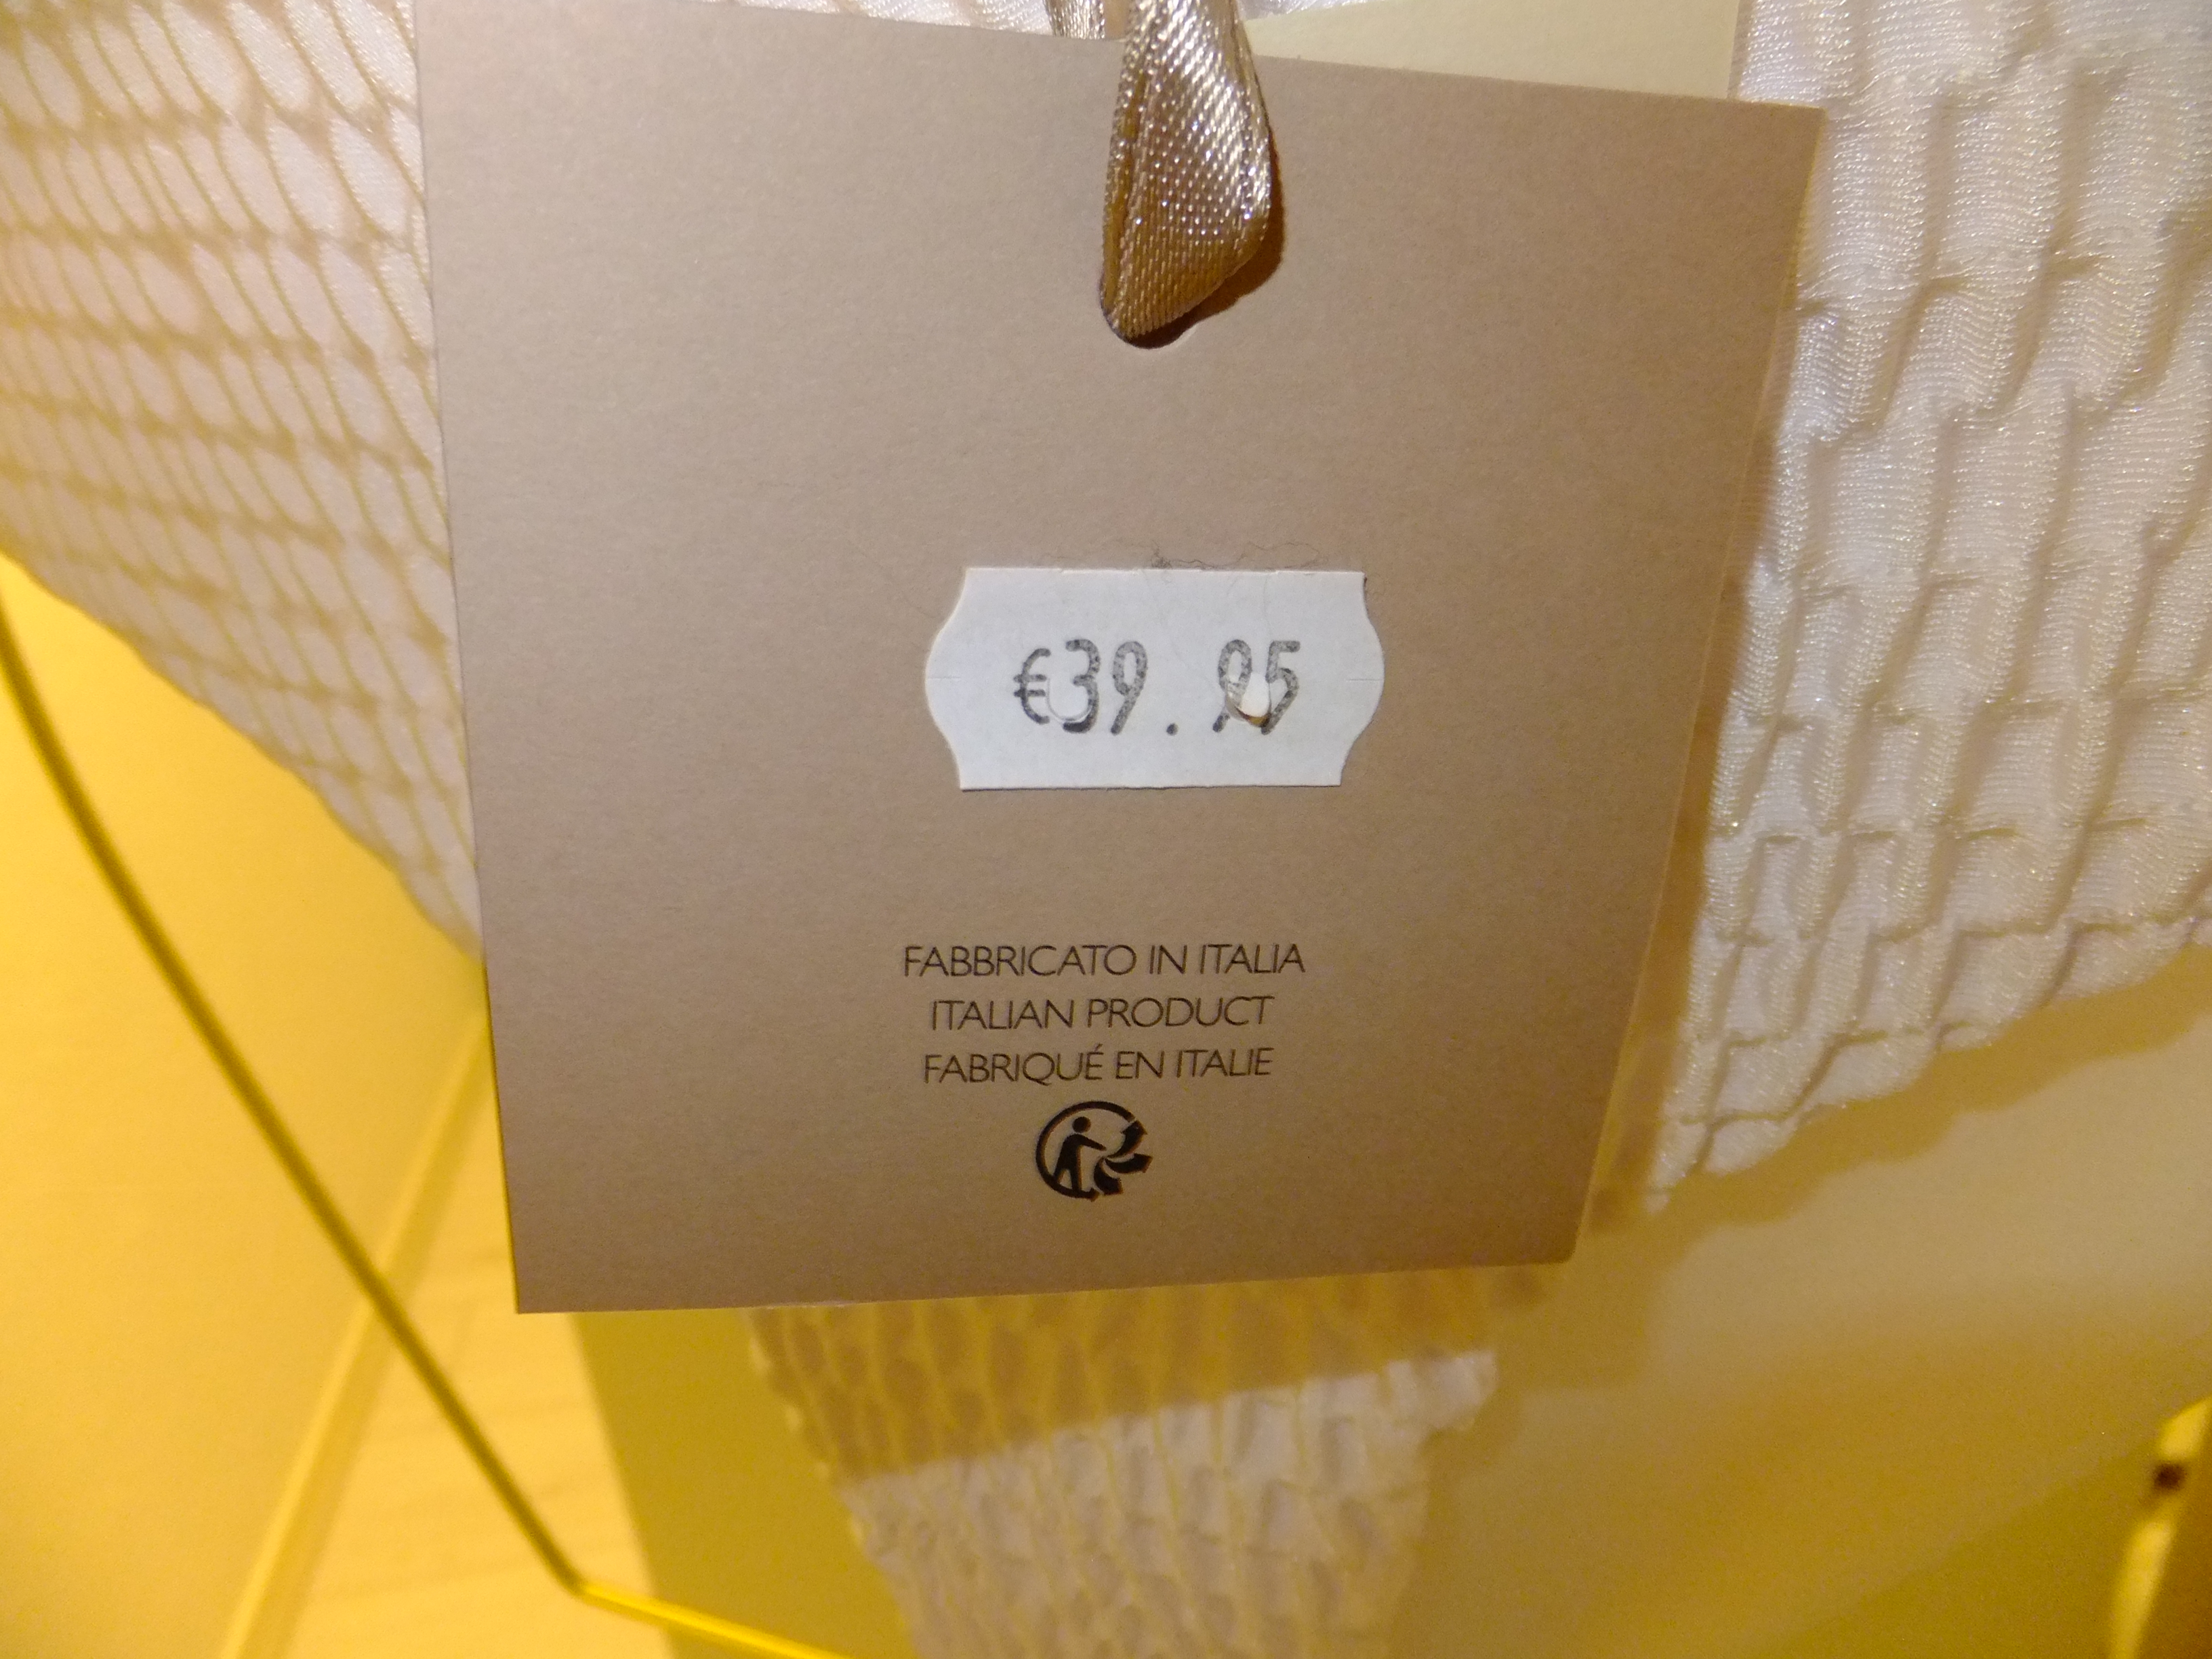 €39.95
FABBRICATO IN ITALIA
ITALIAN PRODUCT
FABRIQUÉ EN ITALIE